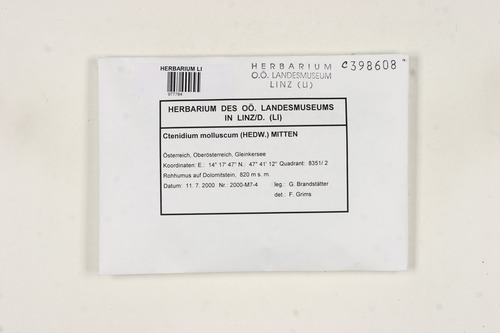 HERBARIUM LI
977784
HERBARIUM
O.Ö. LANDESMUSEUM
LINZ (LI)
C398608
HERBARIUM DES OÖ. LANDESMUSEUMS
IN LINZ/D. (LI)
Ctenidium molluscum (HEDW.) MITTEN
Österreich, Oberösterreich, Gleinkersee
Koordinaten: E.: 14° 17' 47" N.: 47° 41' 12" Quadrant: 8351/ 2
Rohhumus auf Dolomitstein, 820 m s. m.
Datum: 11. 7. 2000 Nr.: 2000-M7-4 leg.: G. Brandstätter
det.: F. Grims